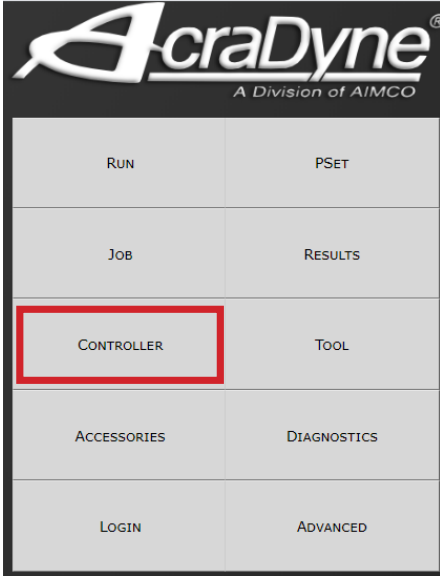 AcraDyne®
A Division of AIMCO
RUN PSET
JOB RESULTS
CONTROLLER TOOL
ACCESSORIES DIAGNOSTICS
LOGIN ADVANCED